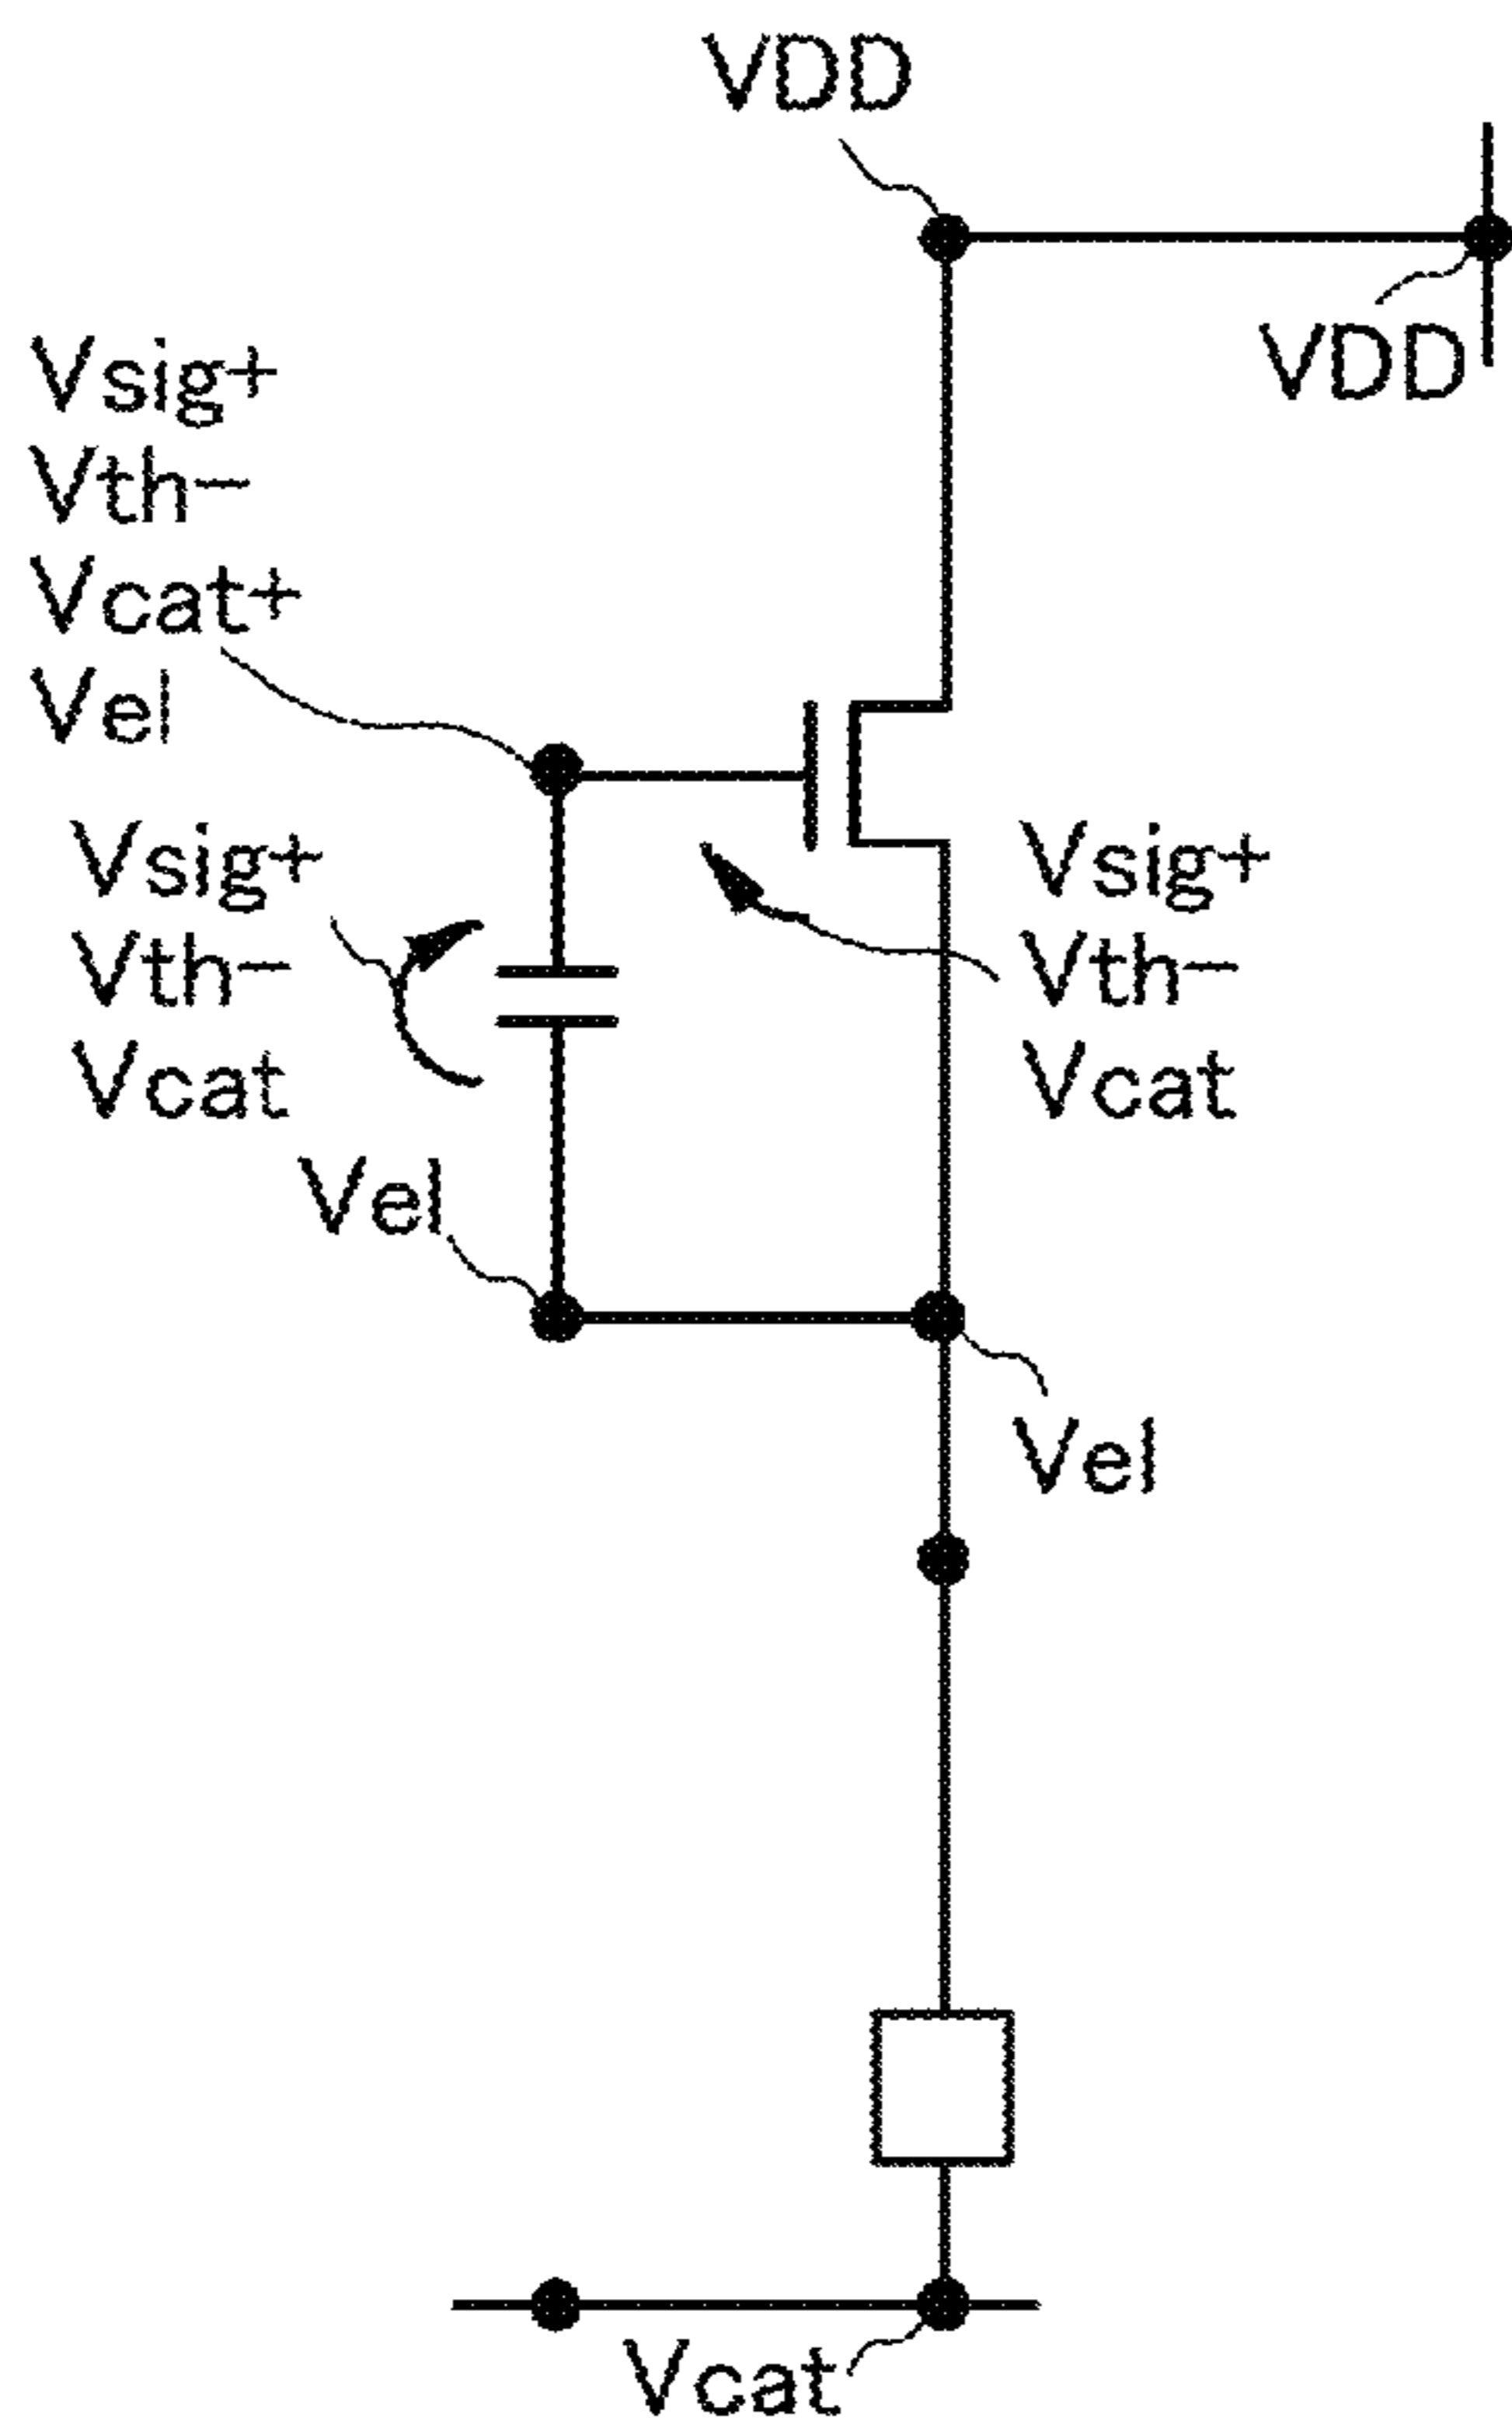 VDD
VDD
Vsig+
Vth−
Vcat+
Vel
Vsig+
Vth−
Vcat
Vsig+
Vth−
Vcat
Vel
Vel
Vcat